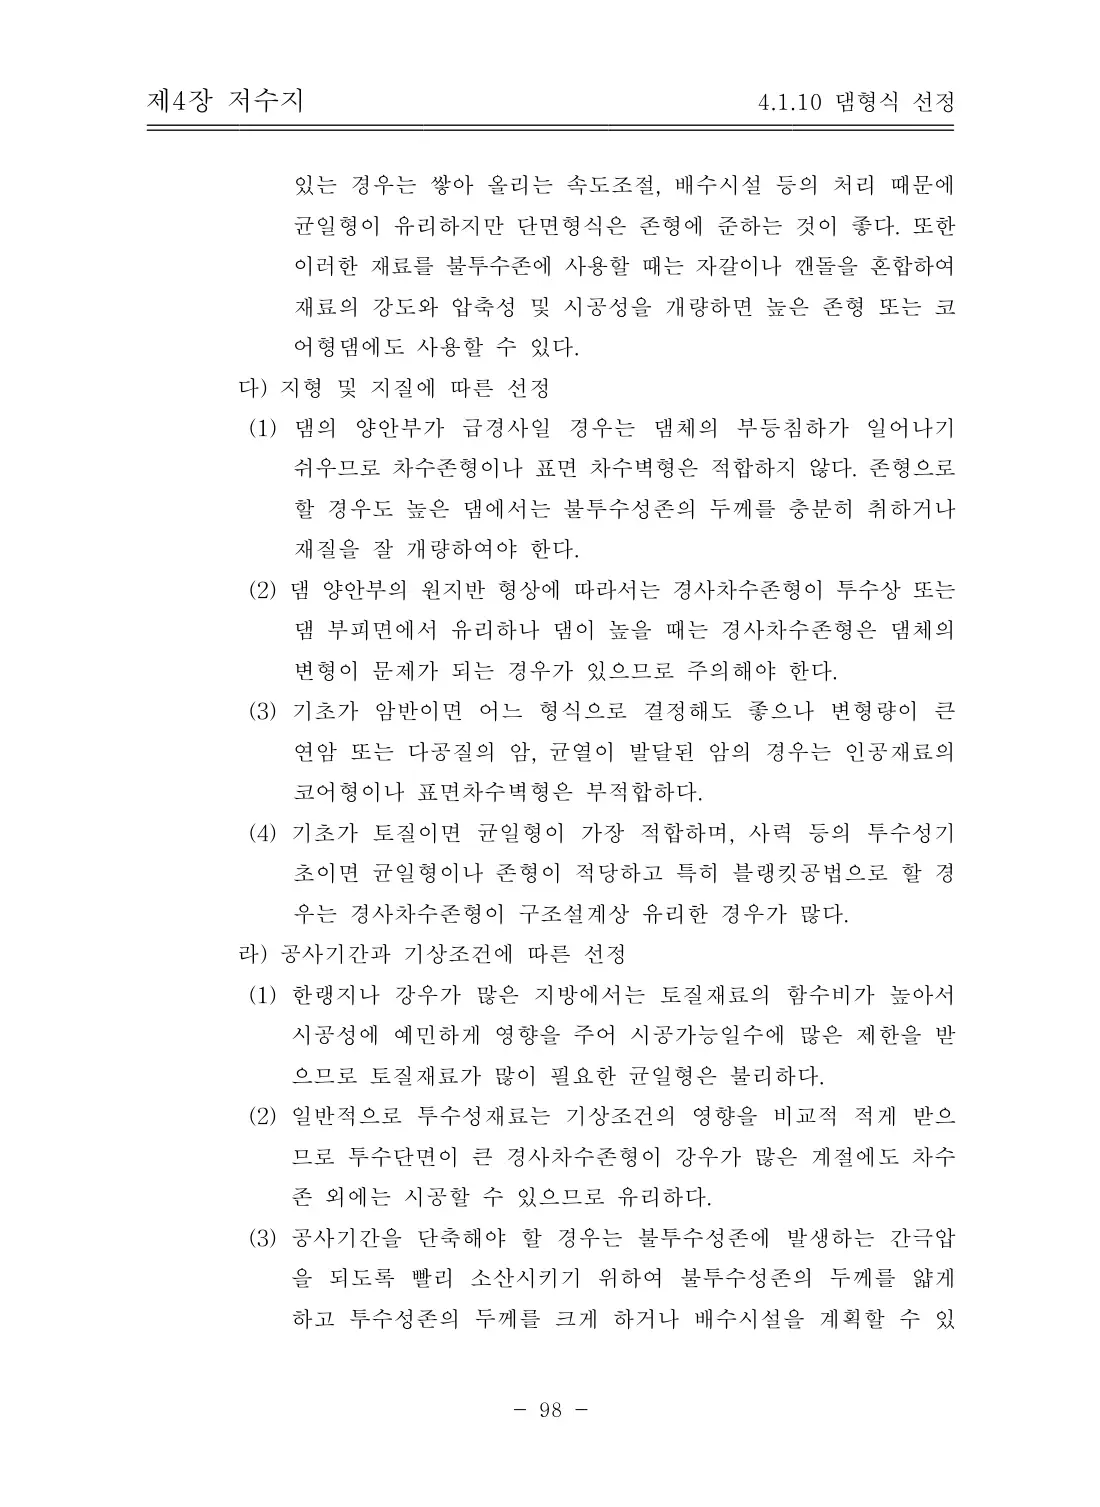 제4장 저수지
4.1.10 댐형식 선정
있는 경우는 쌓아 올리는 속도조절, 배수시설 등의 처리 때문에
균일형이 유리하지만 단면형식은 존형에 준하는 것이 좋다. 또한
이러한 재료를 불투수존에 사용할 때는 자갈이나 깬돌을 혼합하여
재료의 강도와 압축성 및 시공성을 개량하면 높은 존형 또는 코
어형댐에도 사용할 수 있다.
다) 지형 및 지질에 따른 선정
(1) 댐의 양안부가 급경사일 경우는 댐체의 부등침하가 일어나기
쉬우므로 차수존형이나 표면 차수벽형은 적합하지 않다. 존형으로
할 경우도 높은 댐에서는 불투수성존의 두께를 충분히 취하거나
재질을 잘 개량하여야 한다.
(2) 댐 양안부의 원지반 형상에 따라서는 경사차수존형이 투수상 또는
댐 부피면에서 유리하나 댐이 높을 때는 경사차수존형은 댐체의
변형이 문제가 되는 경우가 있으므로 주의해야 한다.
(3) 기초가 암반이면 어느 형식으로 결정해도 좋으나 변형량이 큰
연암 또는 다공질의 암, 균열이 발달된 암의 경우는 인공재료의
코어형이나 표면차수벽형은 부적합하다.
(4) 기초가 토질이면 균일형이 가장 적합하며, 사력 등의 투수성기
초이면 균일형이나 존형이 적당하고 특히 블랭킷공법으로 할 경
우는 경사차수존형이 구조설계상 유리한 경우가 많다.
라) 공사기간과 기상조건에 따른 선정
(1) 한랭지나 강우가 많은 지방에서는 토질재료의 함수비가 높아서
시공성에 예민하게 영향을 주어 시공가능일수에 많은 제한을 받
으므로 토질재료가 많이 필요한 균일형은 불리하다.
(2) 일반적으로 투수성재료는 기상조건의 영향을 비교적 적게 받으
므로 투수단면이 큰 경사차수존형이 강우가 많은 계절에도 차수
존 외에는 시공할 수 있으므로 유리하다.
(3) 공사기간을 단축해야 할 경우는 불투수성존에 발생하는 간극압
을 되도록 빨리 소산시키기 위하여 불투수성존의 두께를 얇게
하고 투수성존의 두께를 크게 하거나 배수시설을 계획할 수 있
- 98 -